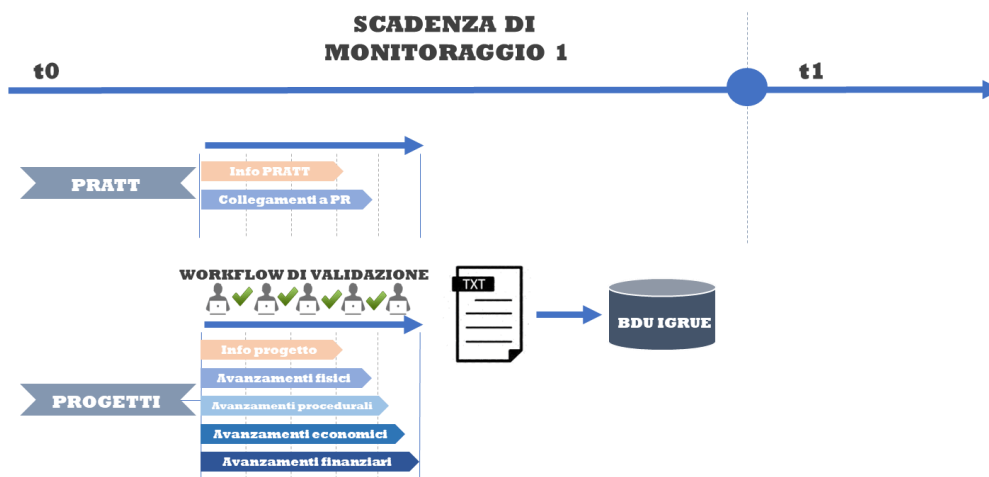 SCADENZA DI
MONITORAGGIO 1
t0
t1
PRATT
Info PRATT
Collegamenti a PR
WORKFLOW DI VALIDAZIONE
TXT
BDU IGRUE
PROGETTI
Info progetto
Avanzamenti fisici
Avanzamenti procedurali
Avanzamenti economici
Avanzamenti finanziari